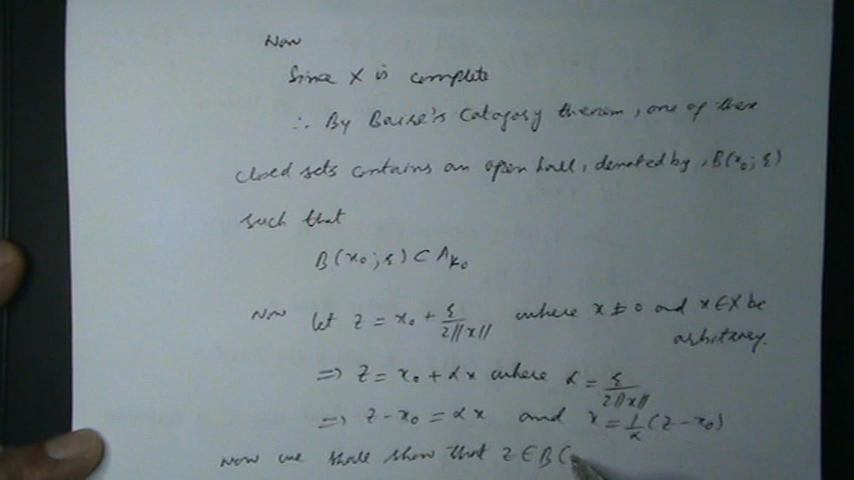 Now
Since X is complete
∴ By Baire's Catagory therom, one of these
closed sets contains an open ball, denoted by, B(x₀; ξ)
such that
B(x₀; ξ) ⊂ A_{k₀}
Now let z = x₀ + ξ/2||x|| where x ≠ 0 and x ∈ X be
arbitrary.
⇒ z = x₀ + αx where α = ξ/2||x||
⇒ z - x₀ = αx and x = 1/α (z - x₀)
Now we shall show that z ∈ B(